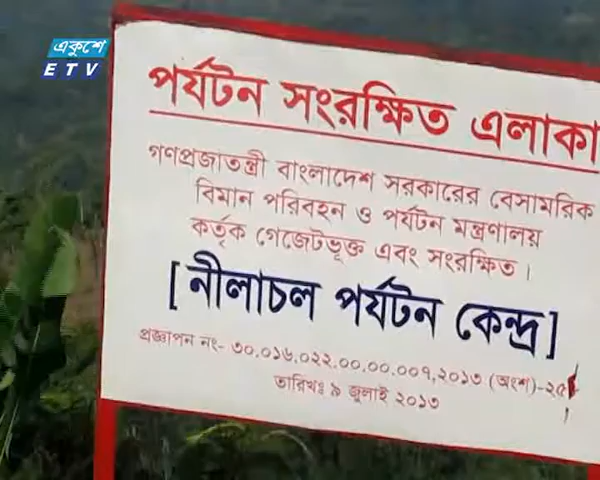 একুশে
ETV
পর্যটন সংরক্ষিত এলাকা
গণপ্রজাতন্ত্রী বাংলাদেশ সরকারের বেসামরিক
বিমান পরিবহন ও পর্যটন মন্ত্রণালয়
কর্তৃক গেজেটভূক্ত এবং সংরক্ষিত।
[নীলাচল পর্যটন কেন্দ্র]
প্রজ্ঞাপন নং- ৩০.০১৬.০২২.০০.০০.০০৭.২০১৩ (অংশ)-২৫
তারিখঃ ৯ জুলাই ২০১৩